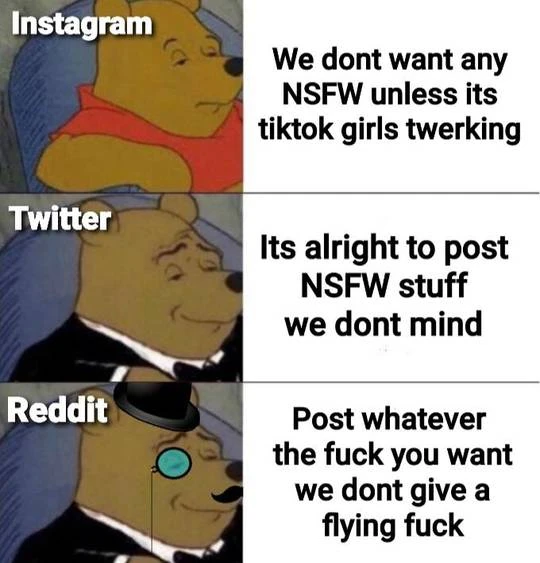 Instagram
We dont want any
NSFW unless its
tiktok girls twerking
Twitter
Its alright to post
NSFW stuff
we dont mind
Reddit
Post whatever
the fuck you want
we dont give a
flying fuck